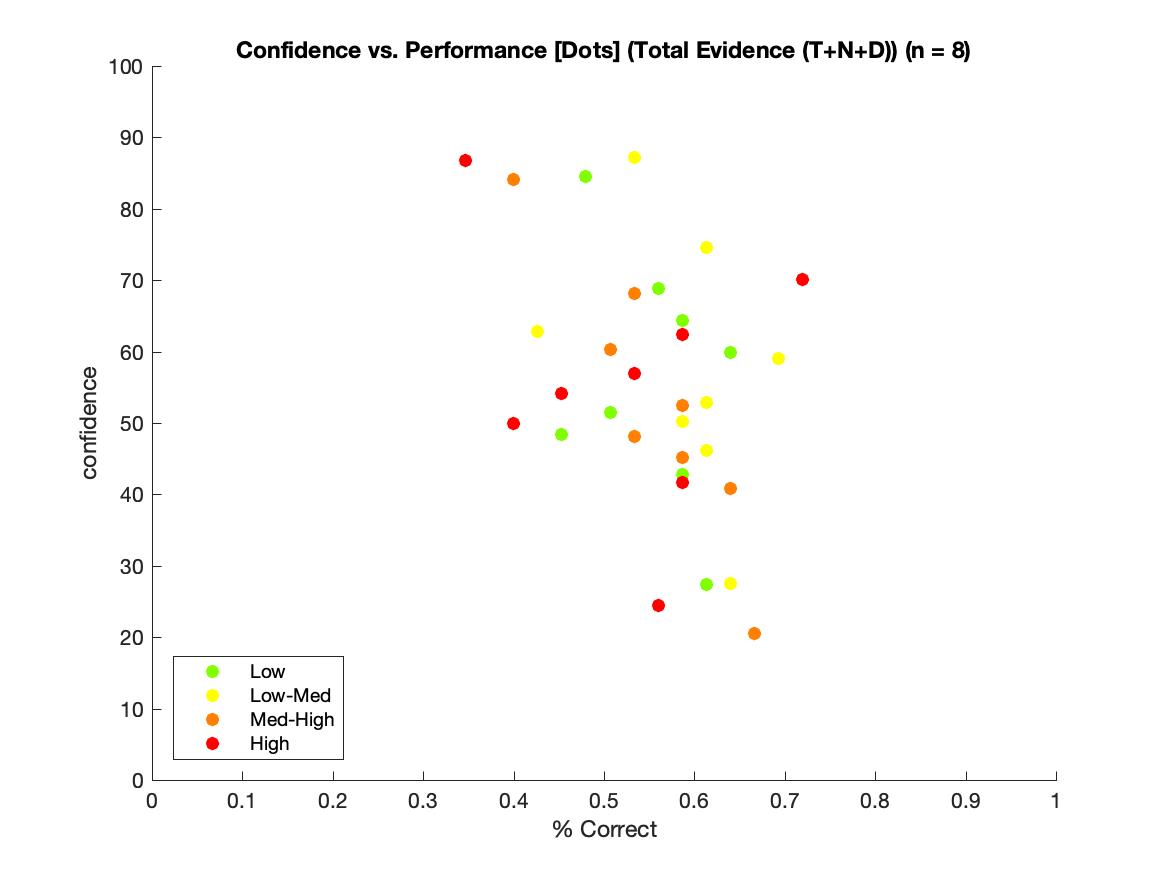 Confidence vs. Performance [Dots] (Total Evidence (T+N+D)) (n = 8)
100
90
80
70
60
50
40
30
20
10
0
confidence
Low
Low-Med
Med-High
High
0 0.1 0.2 0.3 0.4 0.5 0.6 0.7 0.8 0.9 1
% Correct